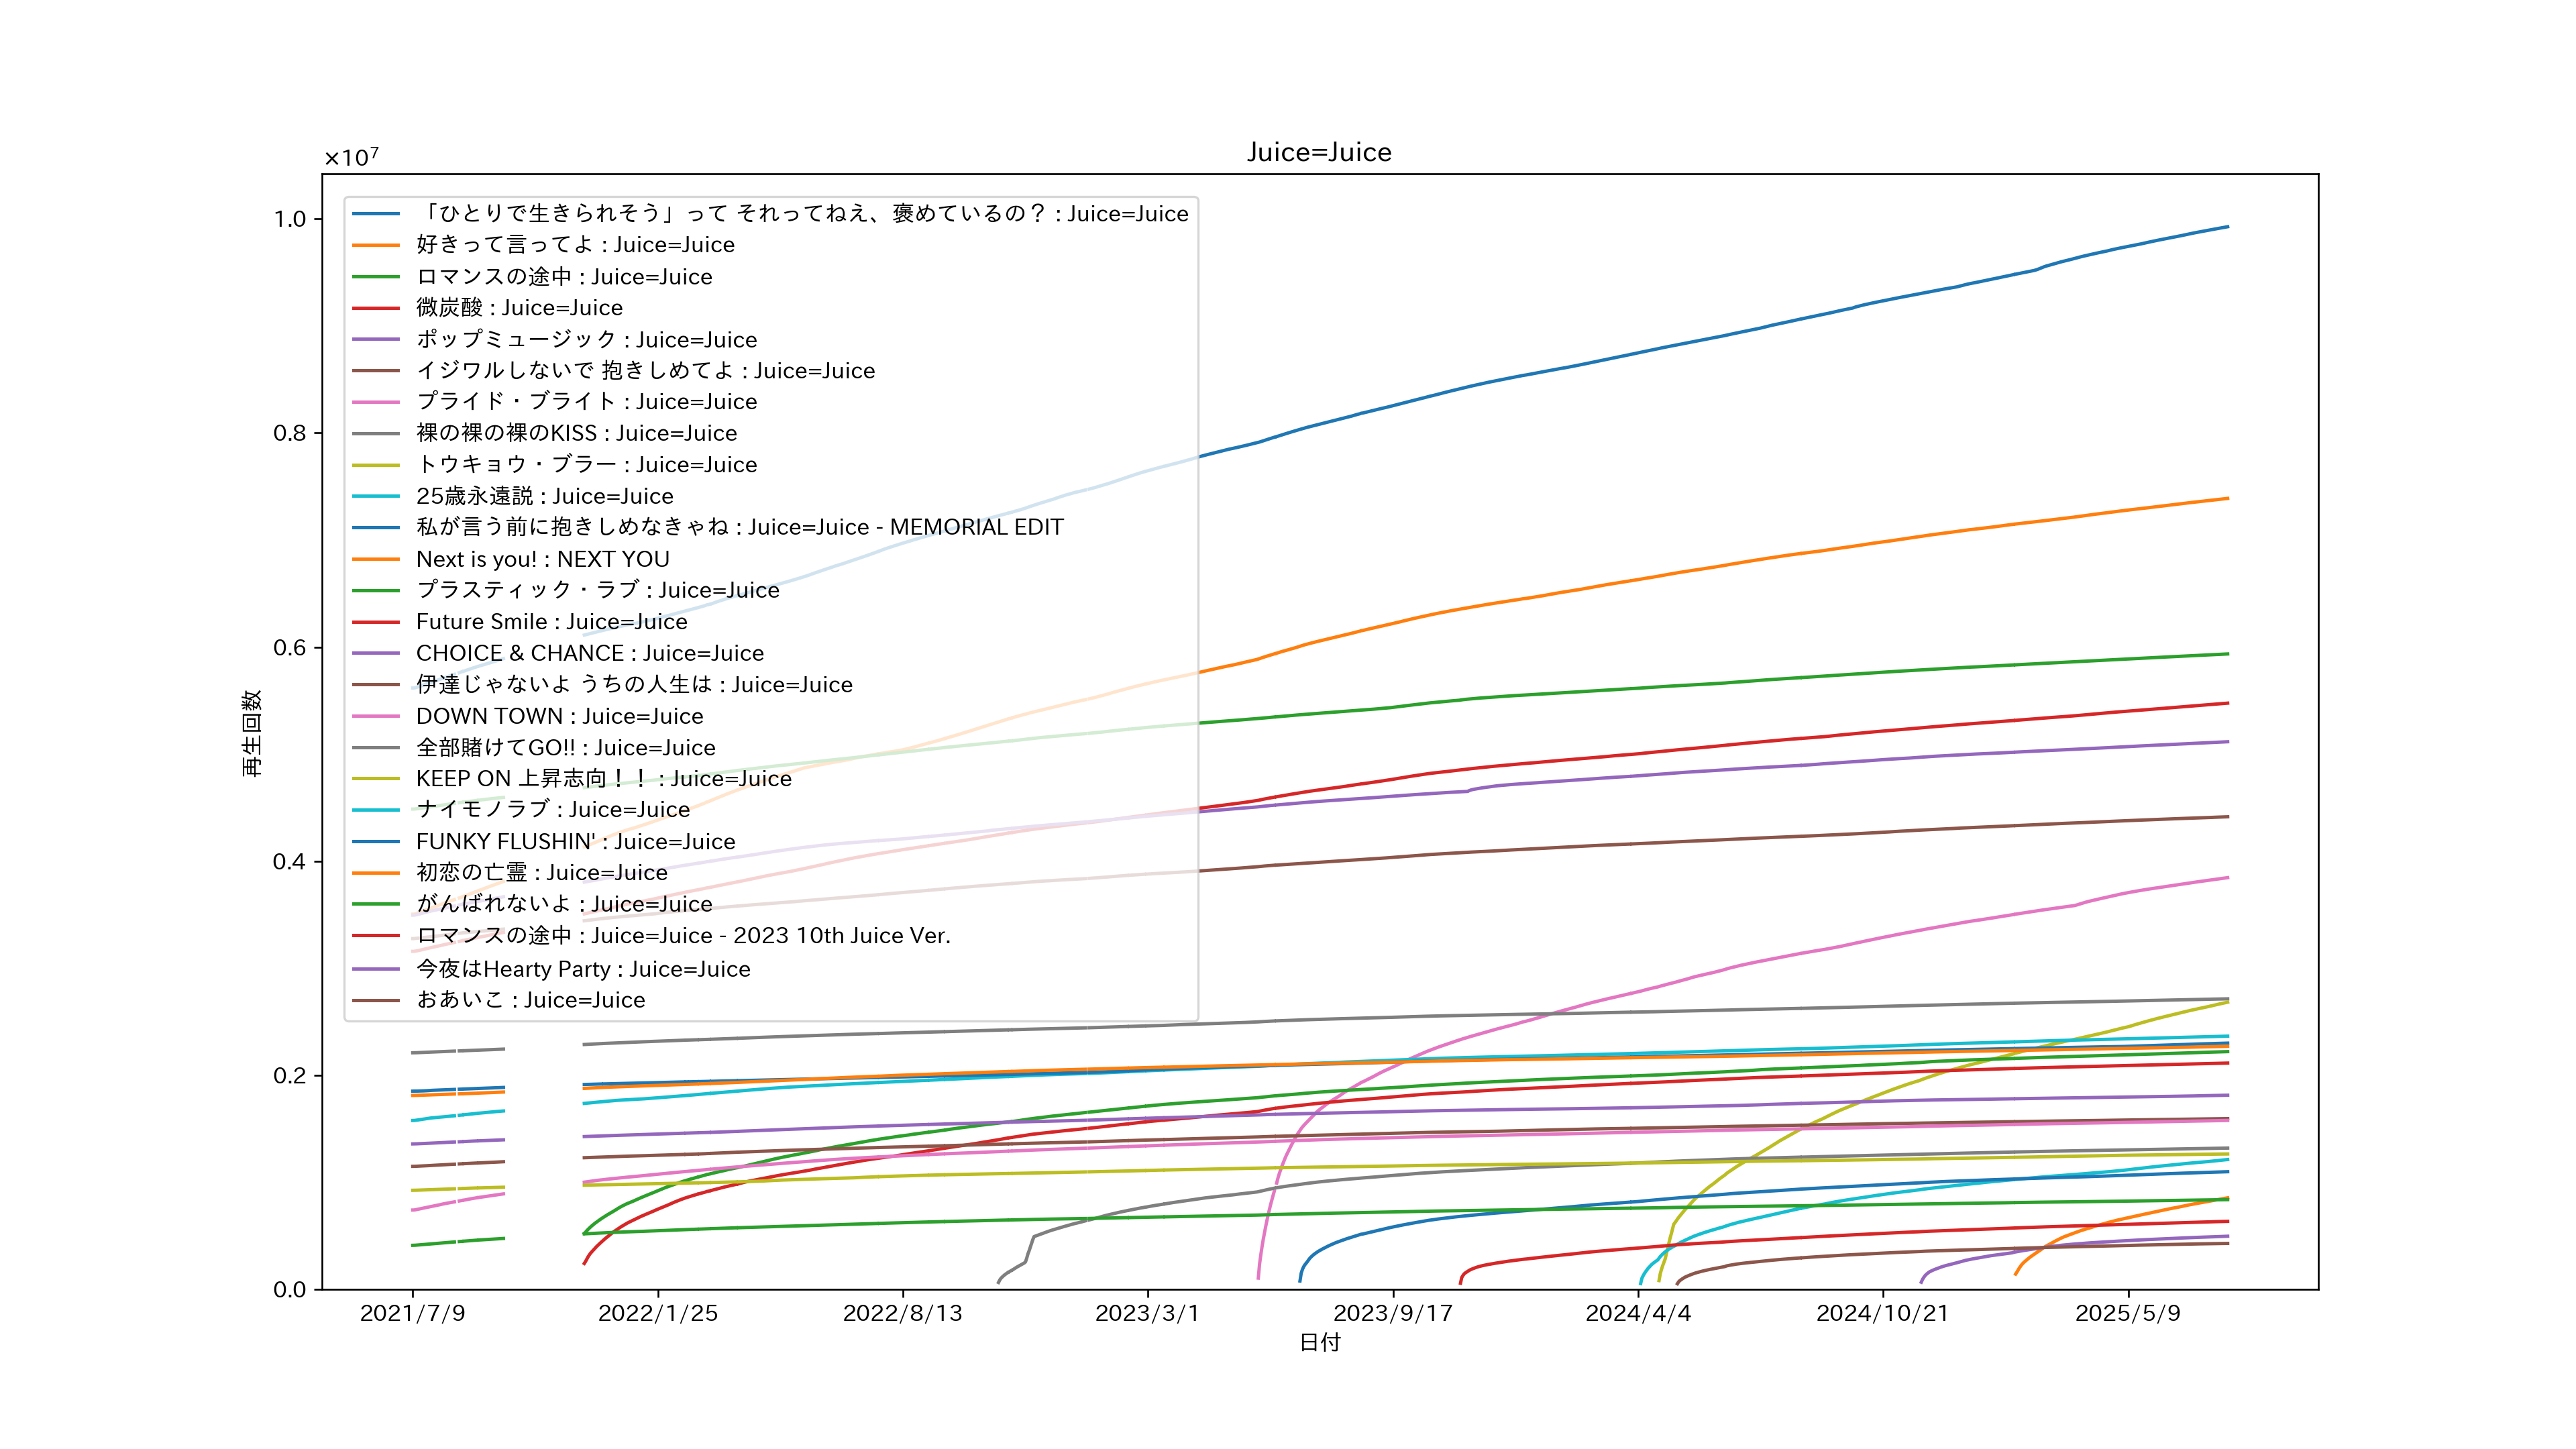 Juice=Juice
×10⁷
1.0
0.8
0.6
0.4
0.2
0.0
再生回数
「ひとりで生きられそう」って それってねえ、褒めているの？ : Juice=Juice
好きって言ってよ : Juice=Juice
ロマンスの途中 : Juice=Juice
微炭酸 : Juice=Juice
ポップミュージック : Juice=Juice
イジワルしないで 抱きしめてよ : Juice=Juice
プライド・ブライト : Juice=Juice
裸の裸の裸のKISS : Juice=Juice
トウキョウ・ブラー : Juice=Juice
25歳永遠説 : Juice=Juice
私が言う前に抱きしめなきゃね : Juice=Juice - MEMORIAL EDIT
Next is you! : NEXT YOU
プラスティック・ラブ : Juice=Juice
Future Smile : Juice=Juice
CHOICE & CHANCE : Juice=Juice
伊達じゃないよ うちの人生は : Juice=Juice
DOWN TOWN : Juice=Juice
全部賭けてGO!! : Juice=Juice
KEEP ON 上昇志向！！ : Juice=Juice
ナイモノラブ : Juice=Juice
FUNKY FLUSHIN' : Juice=Juice
初恋の亡霊 : Juice=Juice
がんばれないよ : Juice=Juice
ロマンスの途中 : Juice=Juice - 2023 10th Juice Ver.
今夜はHearty Party : Juice=Juice
おあいこ : Juice=Juice
2021/7/9 2022/1/25 2022/8/13 2023/3/1 2023/9/17 2024/4/4 2024/10/21 2025/5/9
日付